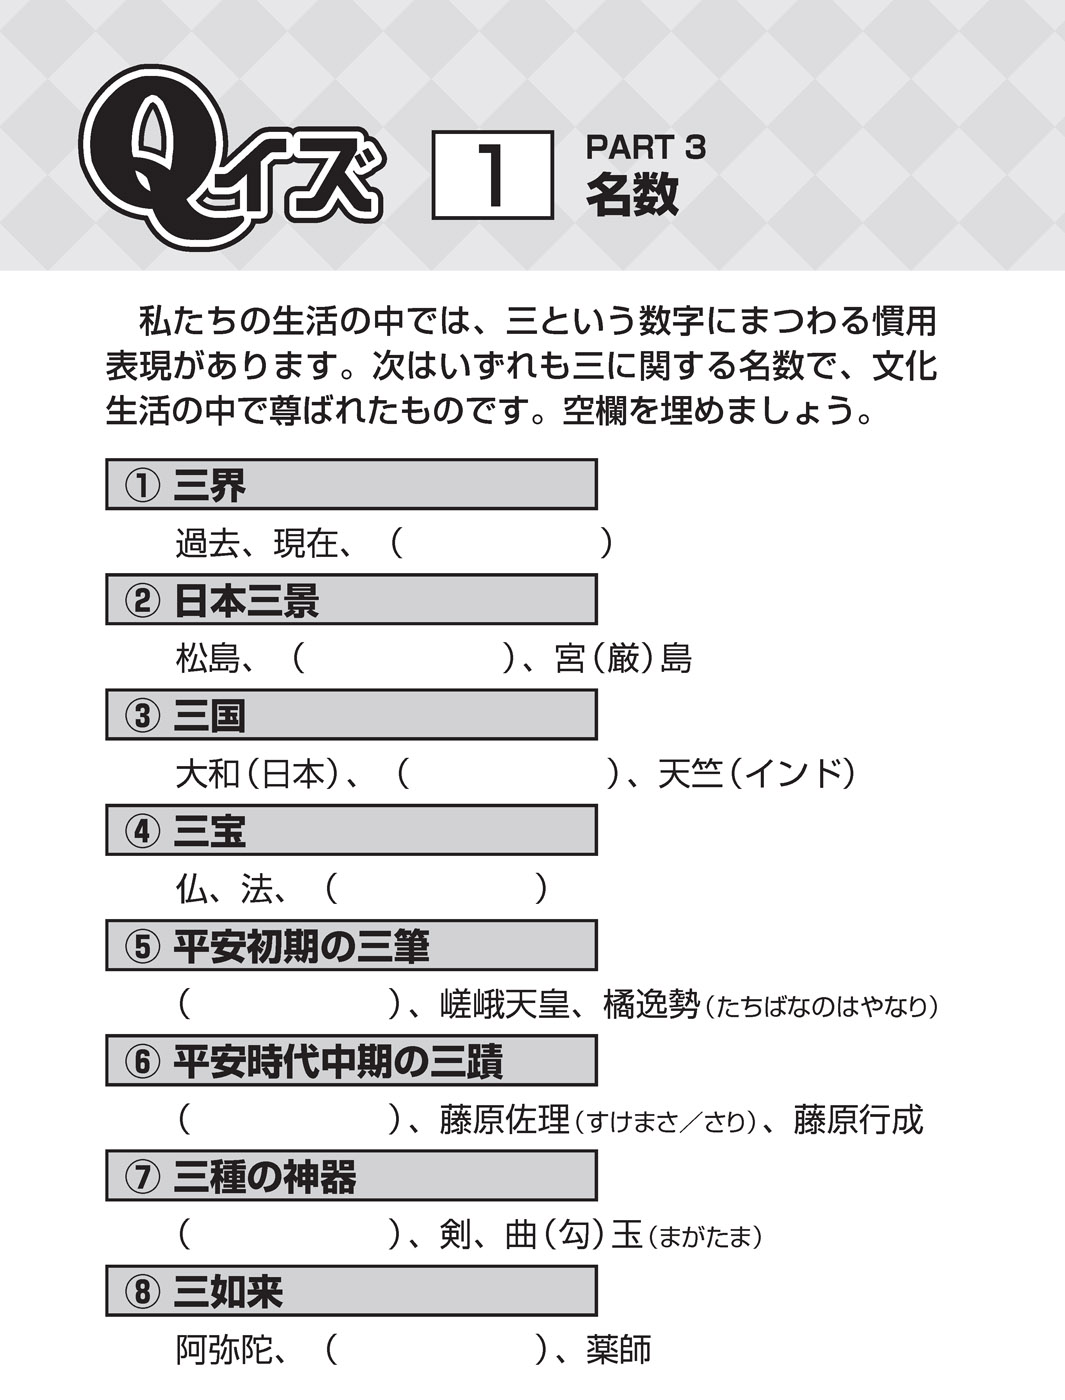 Qイズ 1 PART 3
名数
私たちの生活の中では、三という数字にまつわる慣用
表現があります。次はいずれも三に関する名数で、文化
生活の中で尊ばれたものです。空欄を埋めましょう。
① 三界
過去、現在、（　　　　　　）
② 日本三景
松島、（　　　　　　）、宮（厳）島
③ 三国
大和（日本）、（　　　　　　）、天竺（インド）
④ 三宝
仏、法、（　　　　　　）
⑤ 平安初期の三筆
（　　　　　　）、嵯峨天皇、橘逸勢（たちばなのはやなり）
⑥ 平安時代中期の三蹟
（　　　　　　）、藤原佐理（すけまさ／さり）、藤原行成
⑦ 三種の神器
（　　　　　　）、剣、曲（勾）玉（まがたま）
⑧ 三如来
阿弥陀、（　　　　　　）、薬師